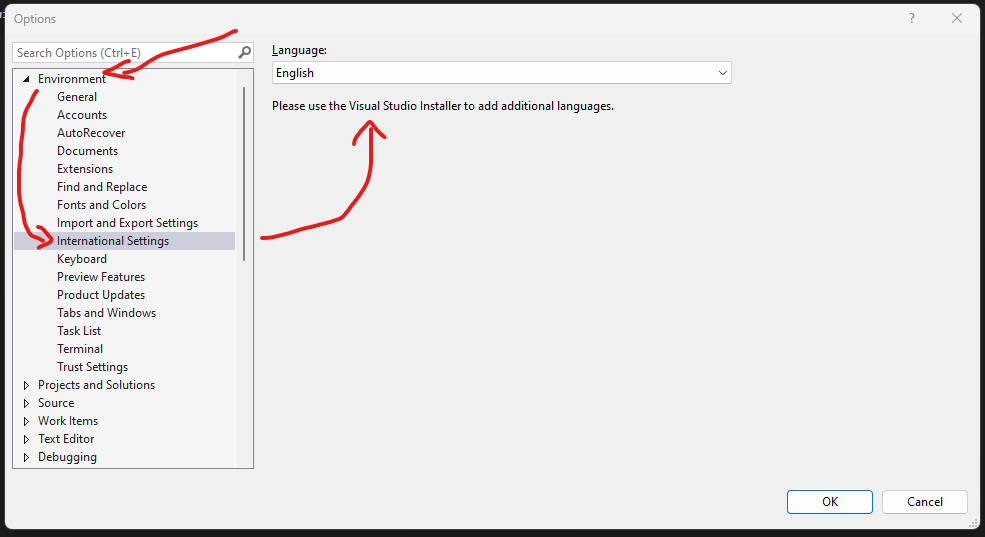 Options
?
Search Options (Ctrl+E)
Environment
General
Accounts
AutoRecover
Documents
Extensions
Find and Replace
Fonts and Colors
Import and Export Settings
International Settings
Keyboard
Preview Features
Product Updates
Tabs and Windows
Task List
Terminal
Trust Settings
Projects and Solutions
Source
Work Items
Text Editor
Debugging
Language:
English
Please use the Visual Studio Installer to add additional languages.
OK
Cancel